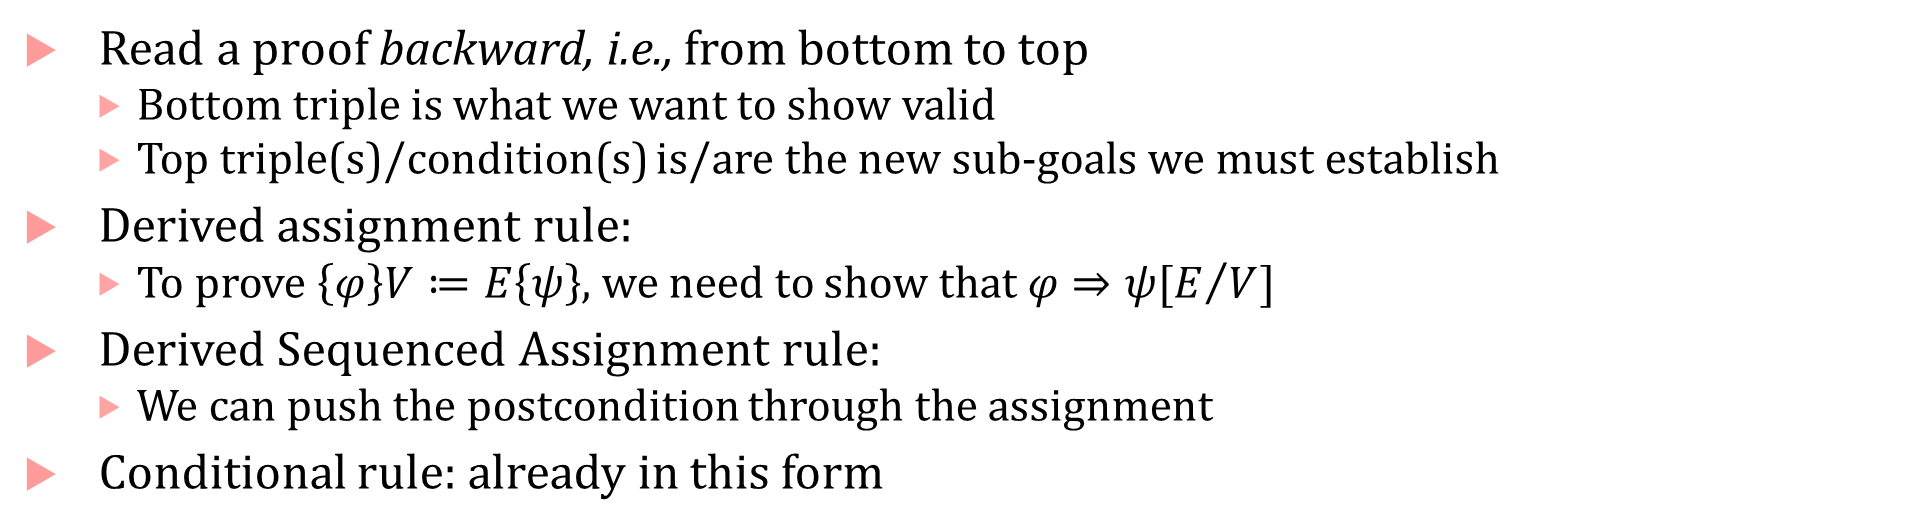 Read a proof backward, i.e., from bottom to top
Bottom triple is what we want to show valid
Top triple(s)/condition(s) is/are the new sub-goals we must establish
Derived assignment rule:
To prove {φ}V ≔ E{ψ}, we need to show that φ ⇒ ψ[E/V]
Derived Sequenced Assignment rule:
We can push the postcondition through the assignment
Conditional rule: already in this form